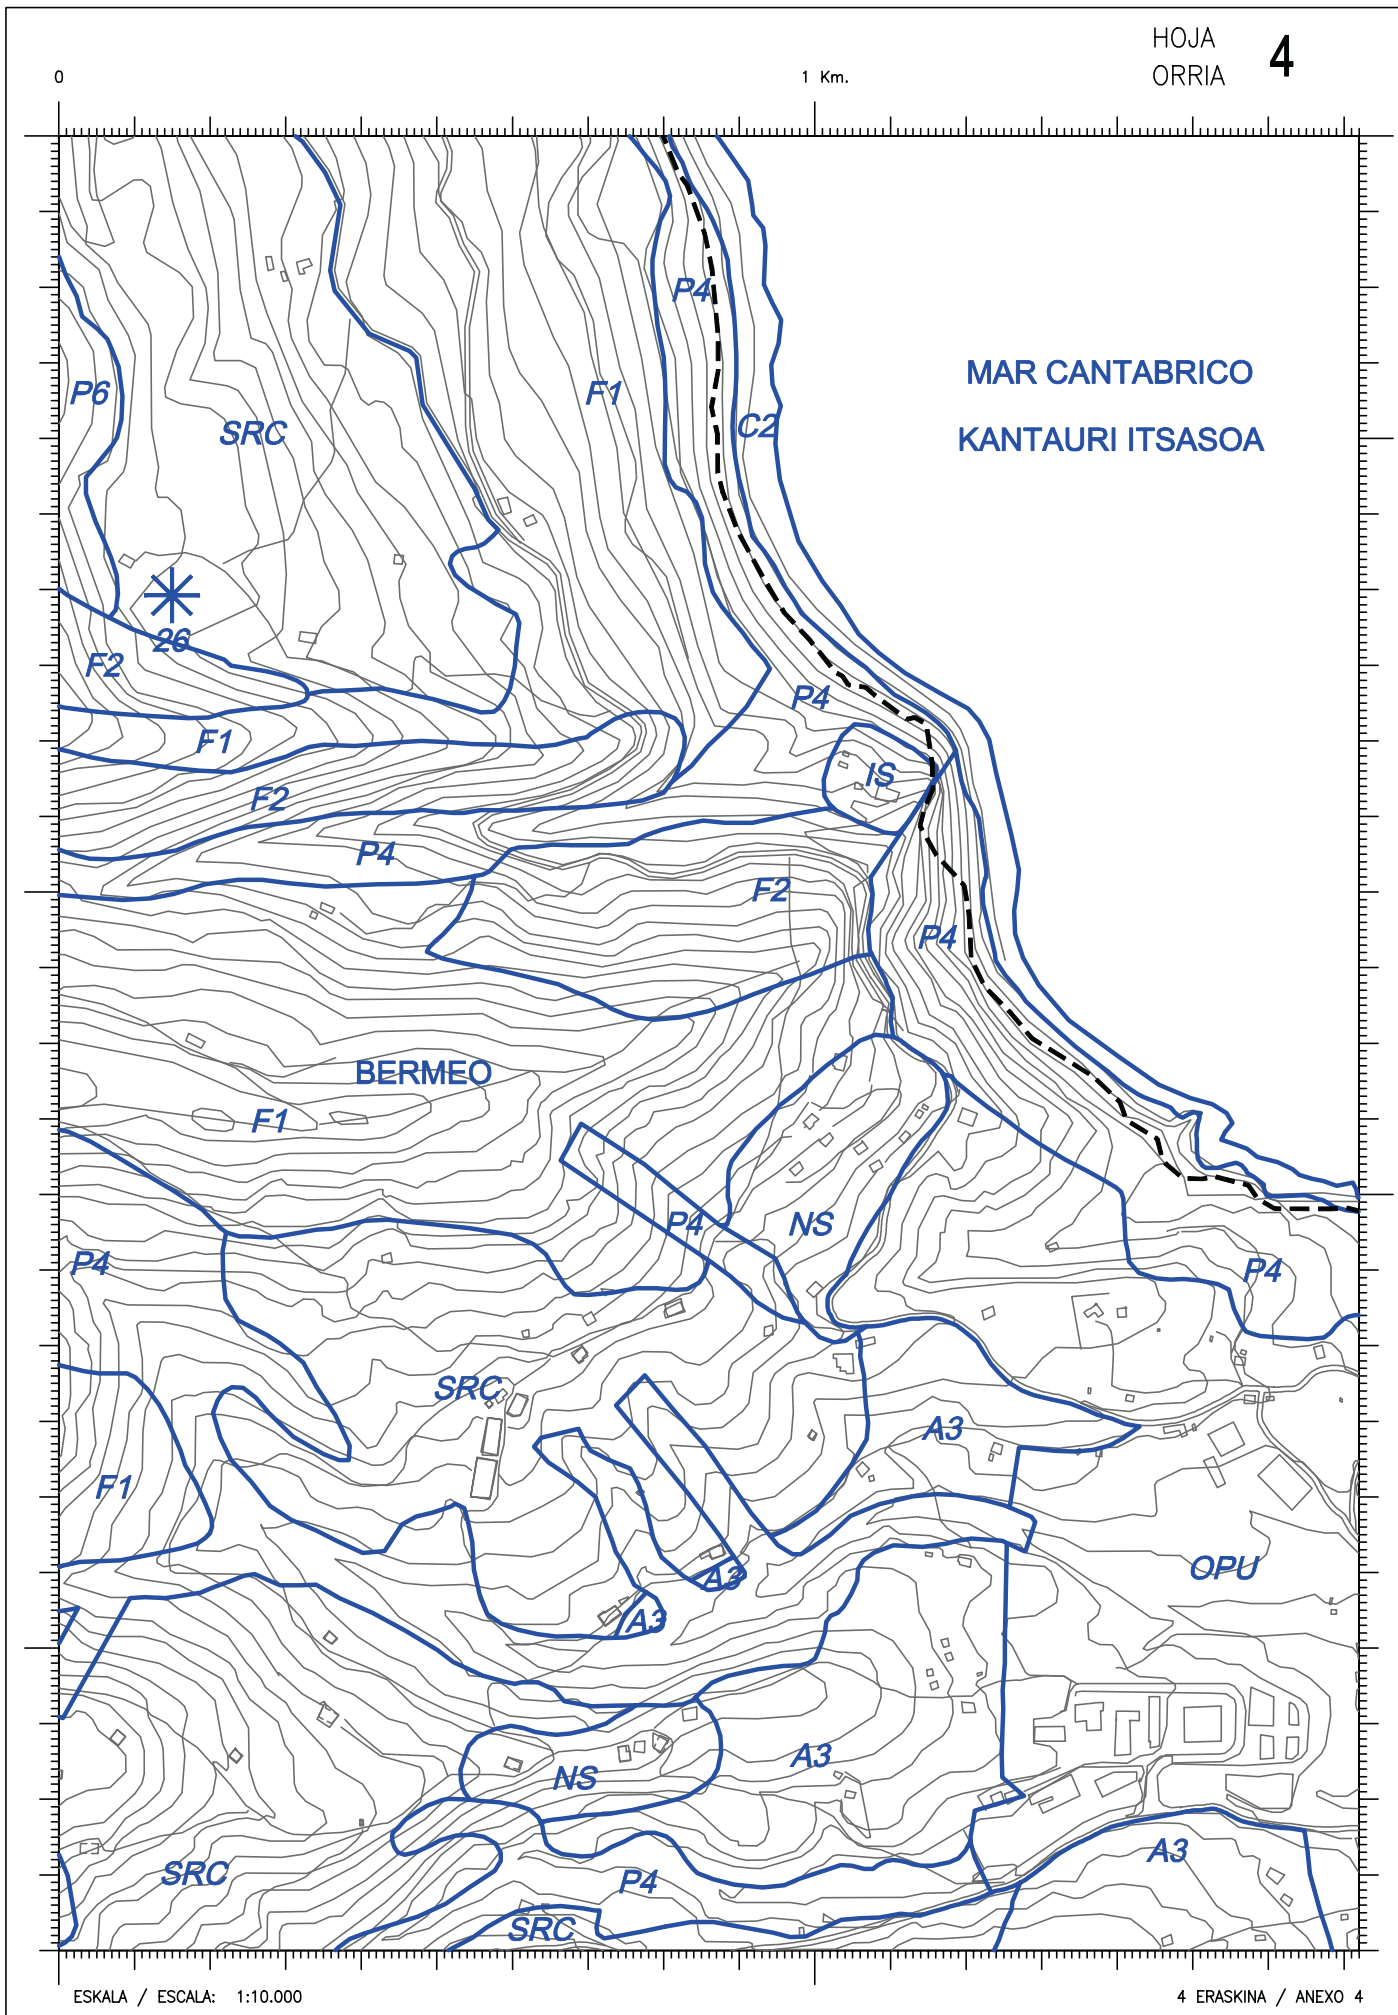 HOJA
ORRIA
4
0
1 Km.
P4
MAR CANTABRICO
P6
F1
C2
SRC
KANTAURI ITSASOA
26
F2
P4
F1
IS
F2
P4
F2
P4
BERMEO
F1
P4
NS
P4
P4
SRC
A3
F1
OPU
A3
A3
A3
NS
A3
SRC
P4
SRC
ESKALA / ESCALA: 1:10.000
4 ERASKINA / ANEXO 4